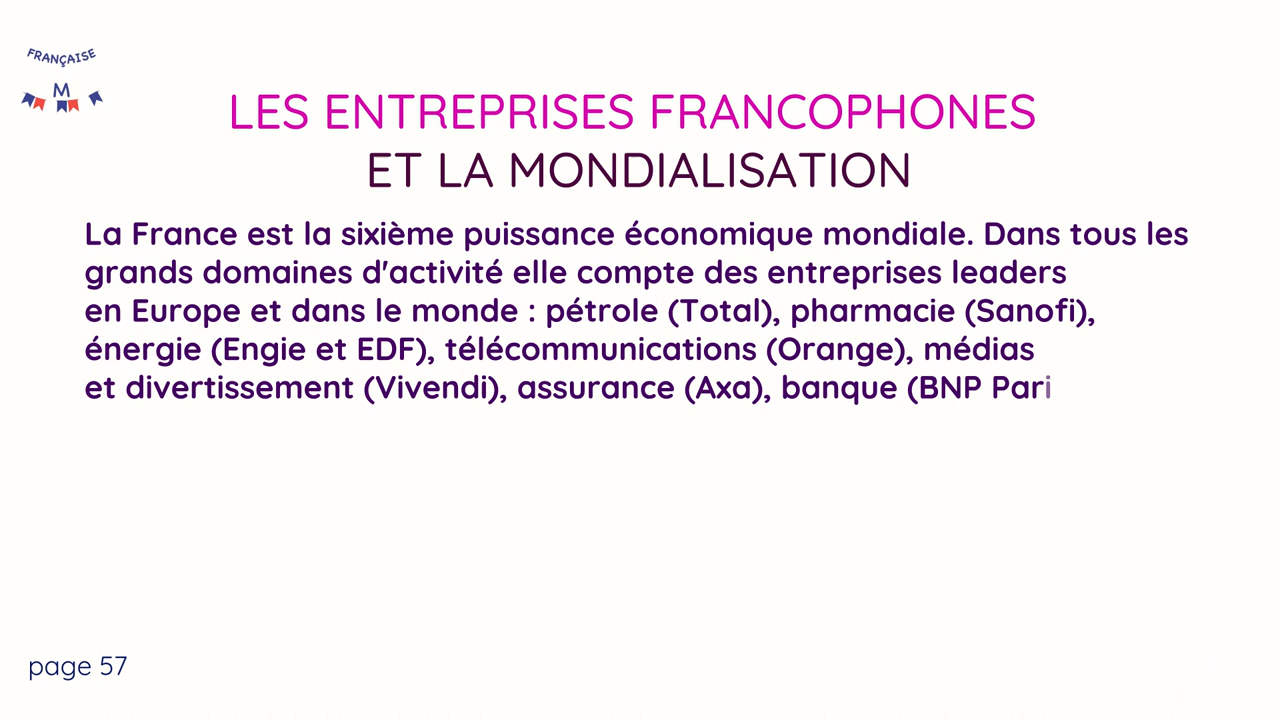 FRANÇAISE
M
LES ENTREPRISES FRANCOPHONES
ET LA MONDIALISATION
La France est la sixième puissance économique mondiale. Dans tous les
grands domaines d'activité elle compte des entreprises leaders
en Europe et dans le monde : pétrole (Total), pharmacie (Sanofi),
énergie (Engie et EDF), télécommunications (Orange), médias
et divertissement (Vivendi), assurance (Axa), banque (BNP Pari
page 57